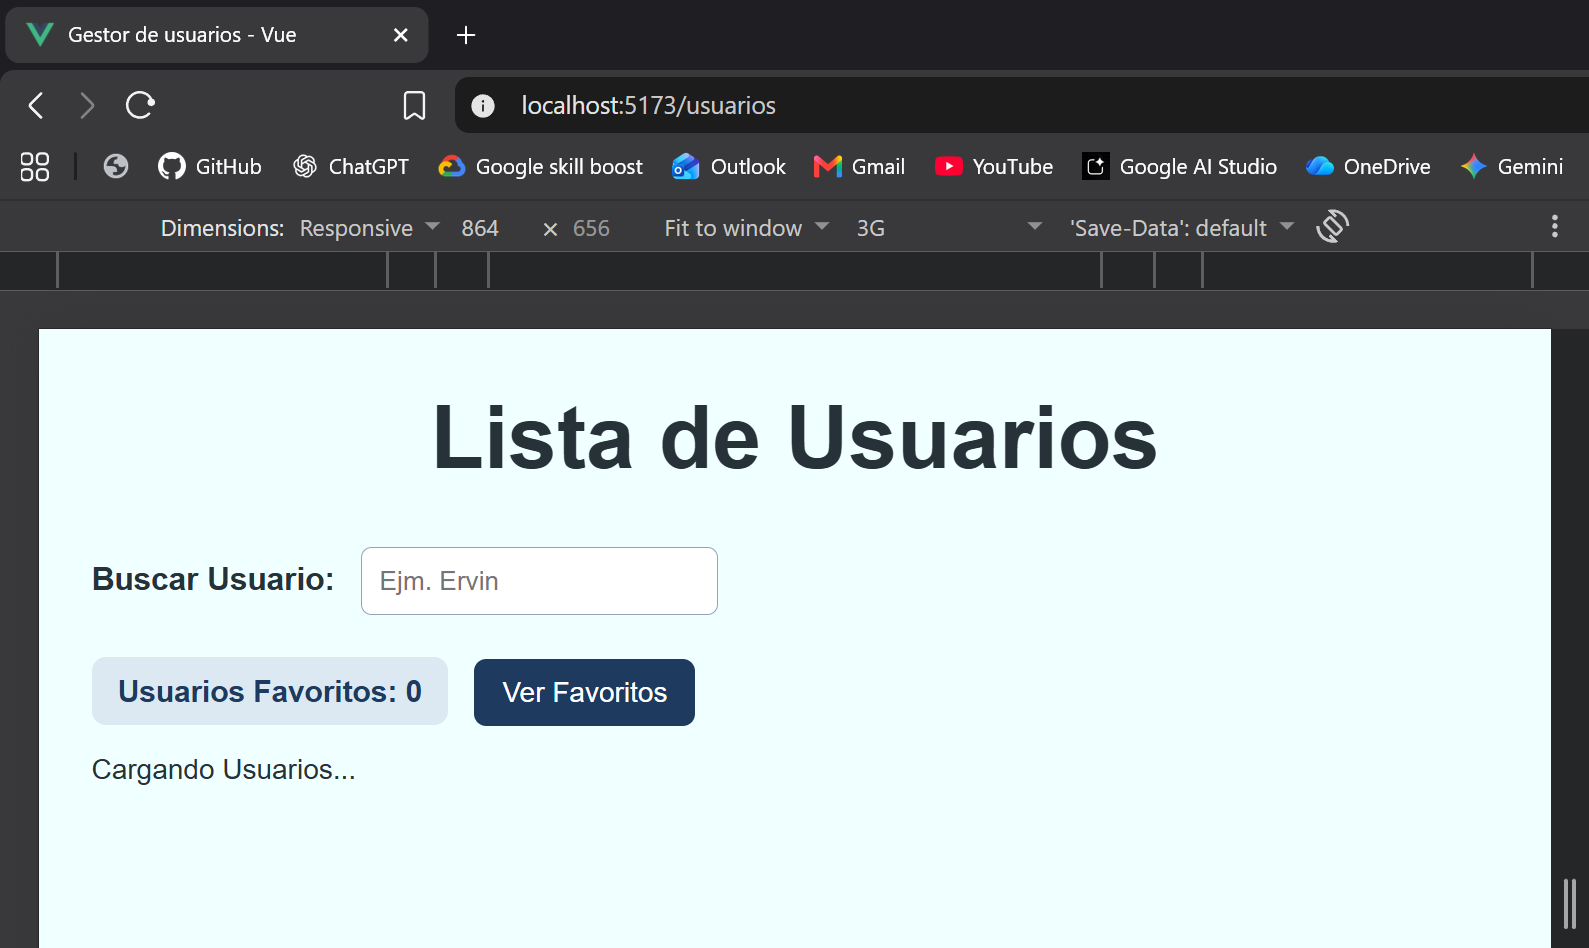 Gestor de usuarios - Vue
localhost:5173/usuarios
GitHub ChatGPT Google skill boost Outlook Gmail YouTube Google AI Studio OneDrive Gemini
Dimensions: Responsive 864 × 656 Fit to window 3G 'Save-Data': default
Lista de Usuarios
Buscar Usuario: Ejm. Ervin
Usuarios Favoritos: 0 Ver Favoritos
Cargando Usuarios...